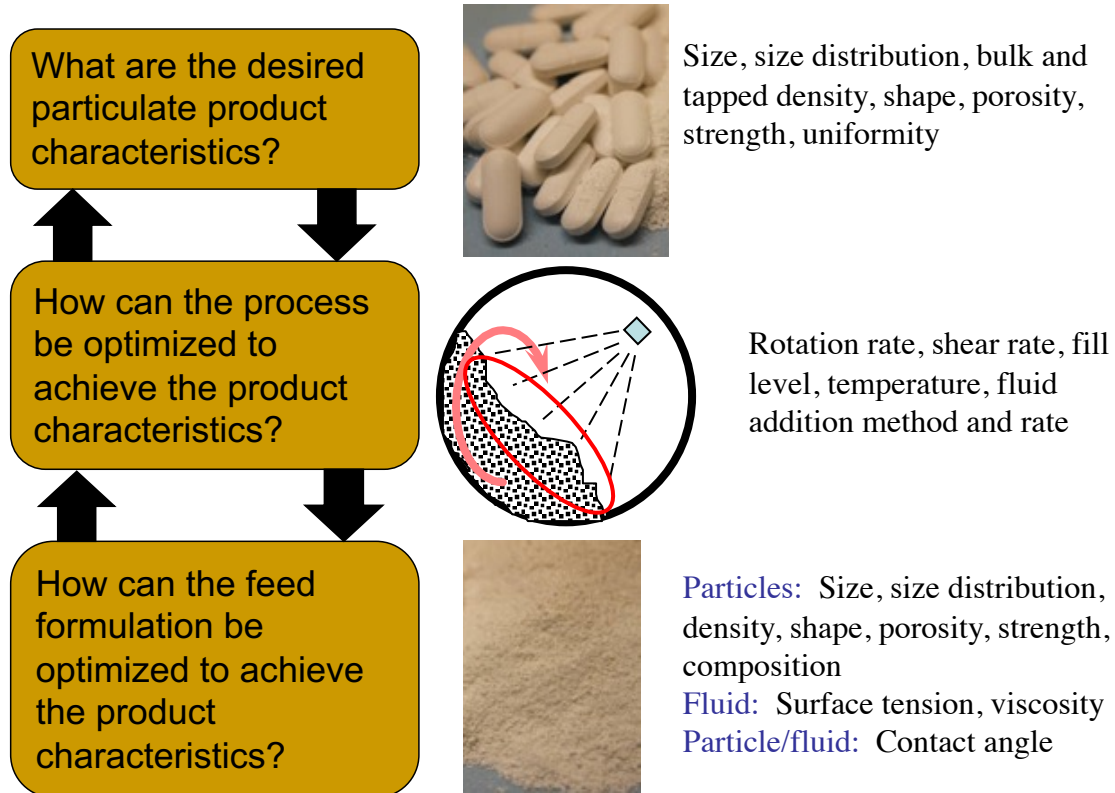 What are the desired
particulate product
characteristics?
Size, size distribution, bulk and
tapped density, shape, porosity,
strength, uniformity
How can the process
be optimized to
achieve the product
characteristics?
Rotation rate, shear rate, fill
level, temperature, fluid
addition method and rate
How can the feed
formulation be
optimized to achieve
the product
characteristics?
Particles: Size, size distribution,
density, shape, porosity, strength,
composition
Fluid: Surface tension, viscosity
Particle/fluid: Contact angle